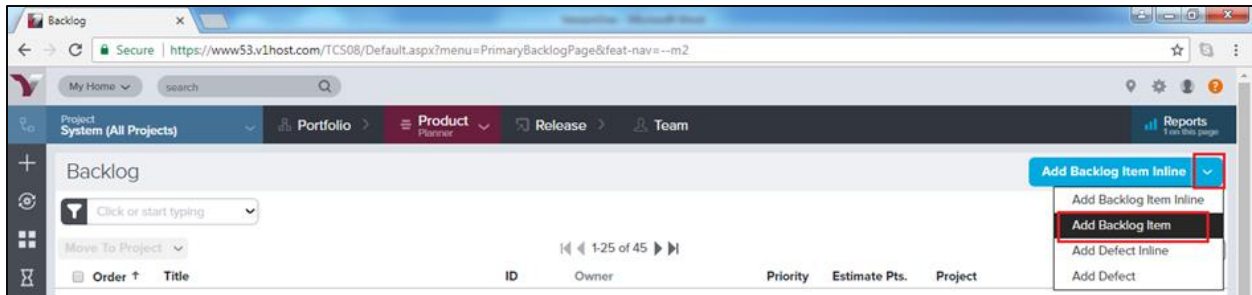 Backlog
Secure | https://www53.v1host.com/TCS08/Default.aspx?menu=PrimaryBacklogPage&feat-nav=--m2
My Home search
Project
System (All Projects)
Portfolio
Product
Planner
Release
Team
Reports
1 on this page
Backlog
Add Backlog Item Inline
Click or start typing
Add Backlog Item Inline
Add Backlog Item
Move To Project
1-25 of 45
Add Defect Inline
Order ↑ Title ID Owner Priority Estimate Pts. Project
Add Defect